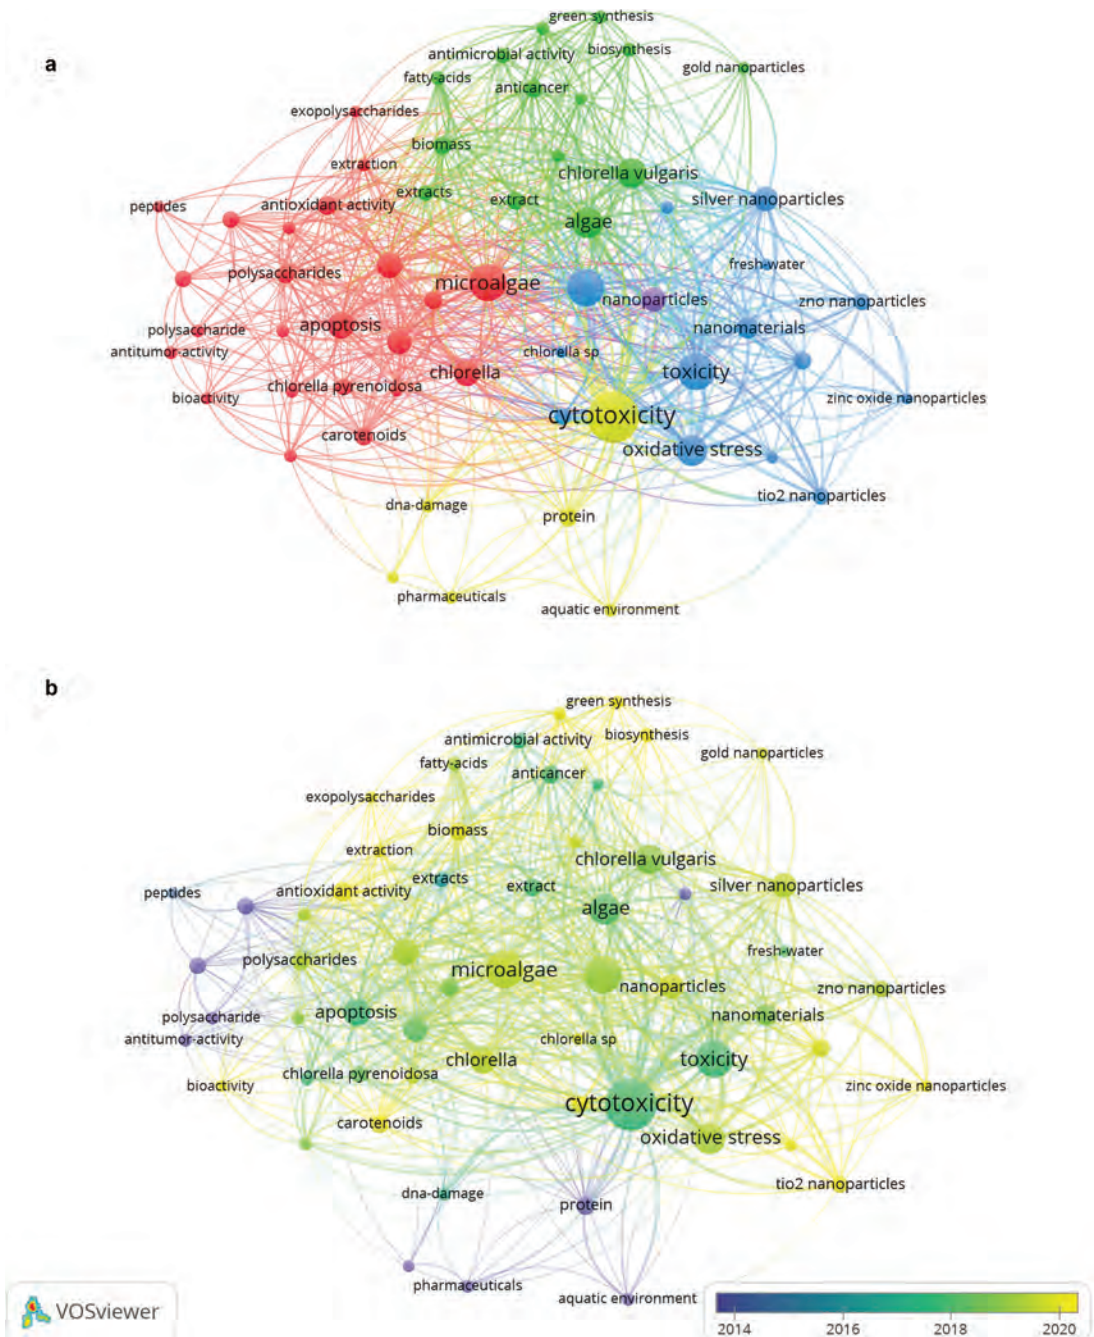 a
green synthesis
antimicrobial activity
biosynthesis
gold nanoparticles
fatty-acids
anticancer
exopolysaccharides
biomass
extraction
chlorella vulgaris
extracts
extract
silver nanoparticles
peptides
antioxidant activity
algae
fresh-water
polysaccharides
microalgae
nanoparticles
zno nanoparticles
polysaccharide
apoptosis
nanomaterials
antitumor-activity
chlorella sp
chlorella
toxicity
bioactivity
chlorella pyrenoidosa
zinc oxide nanoparticles
cytotoxicity
carotenoids
oxidative stress
dna-damage
protein
tio2 nanoparticles
pharmaceuticals
aquatic environment
b
green synthesis
antimicrobial activity
biosynthesis
gold nanoparticles
fatty-acids
anticancer
exopolysaccharides
biomass
extraction
chlorella vulgaris
extracts
extract
silver nanoparticles
peptides
antioxidant activity
algae
fresh-water
polysaccharides
microalgae
nanoparticles
zno nanoparticles
polysaccharide
apoptosis
nanomaterials
antitumor-activity
chlorella sp
chlorella
toxicity
bioactivity
chlorella pyrenoidosa
zinc oxide nanoparticles
cytotoxicity
carotenoids
oxidative stress
dna-damage
protein
tio2 nanoparticles
pharmaceuticals
aquatic environment
VOSviewer
2014 2016 2018 2020